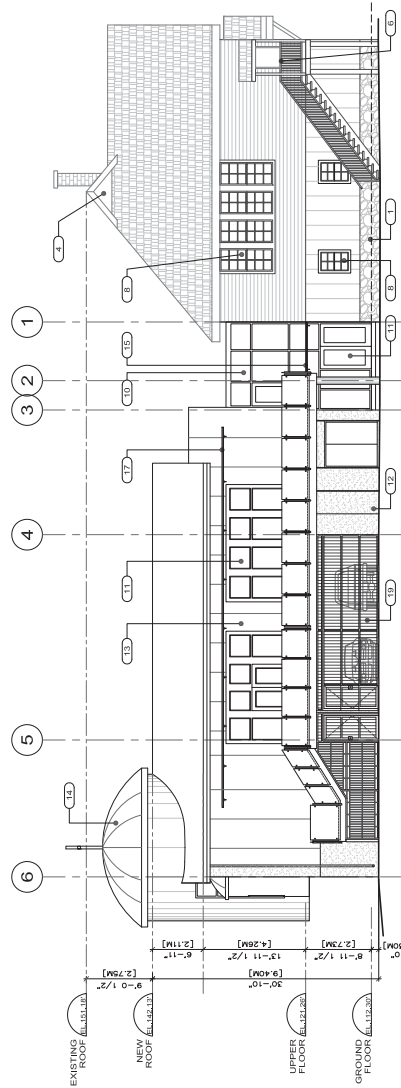 EXISTING
ROOF
EL.151.18'
NEW
ROOF
EL.142.13'
UPPER
FLOOR
EL.121.26'
GROUND
FLOOR
EL.112.30'
9'-0 1/2"
[2.75M]
30'-10"
[9.40M]
6'-11"
[2.11M]
13'-11 1/2"
[4.26M]
8'-11 1/2"
[2.73M]
6
5
4
3
2
1
14
13
11
17
10
15
8
4
6
19
12
11
8
1